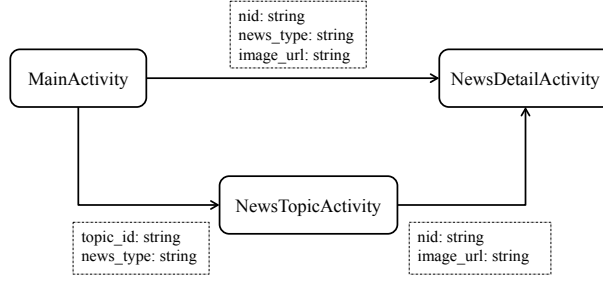 nid: string
news_type: string
image_url: string
MainActivity
NewsDetailActivity
NewsTopicActivity
topic_id: string
news_type: string
nid: string
image_url: string